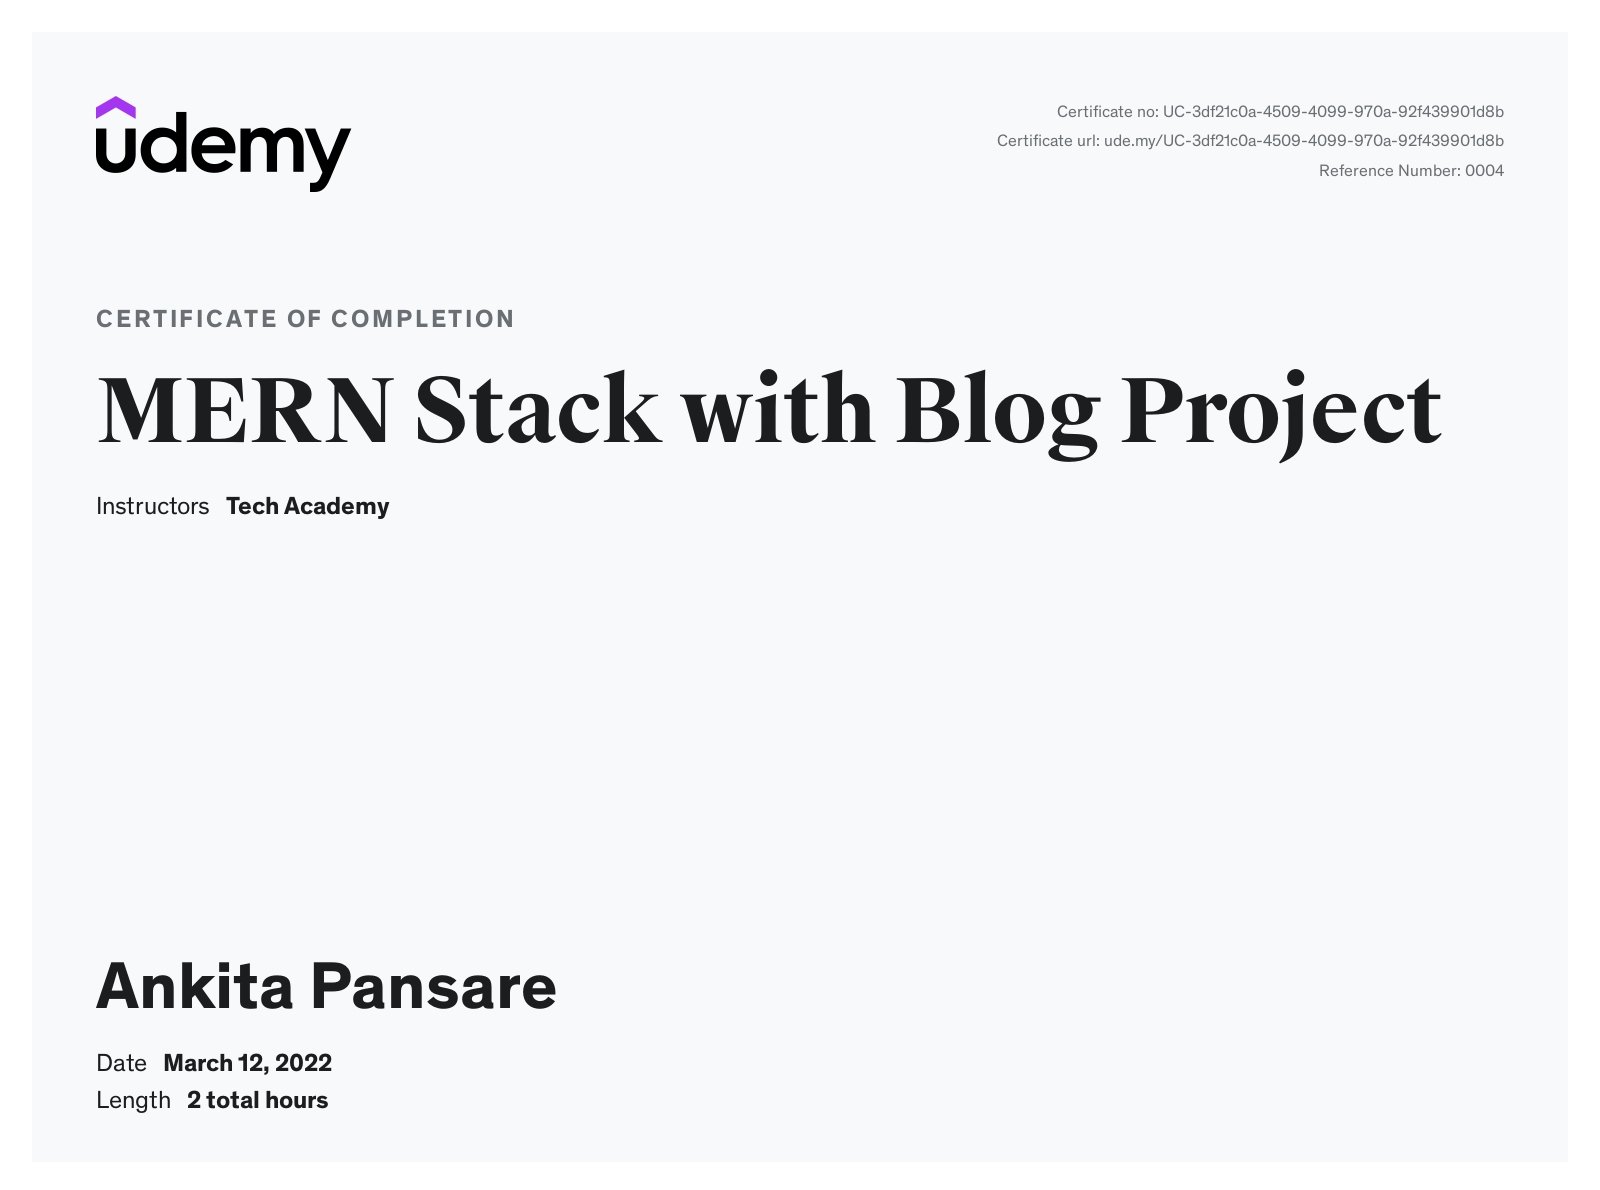 udemy
Certificate no: UC-3df21c0a-4509-4099-970a-92f439901d8b
Certificate url: ude.my/UC-3df21c0a-4509-4099-970a-92f439901d8b
Reference Number: 0004
CERTIFICATE OF COMPLETION
MERN Stack with Blog Project
Instructors Tech Academy
Ankita Pansare
Date March 12, 2022
Length 2 total hours